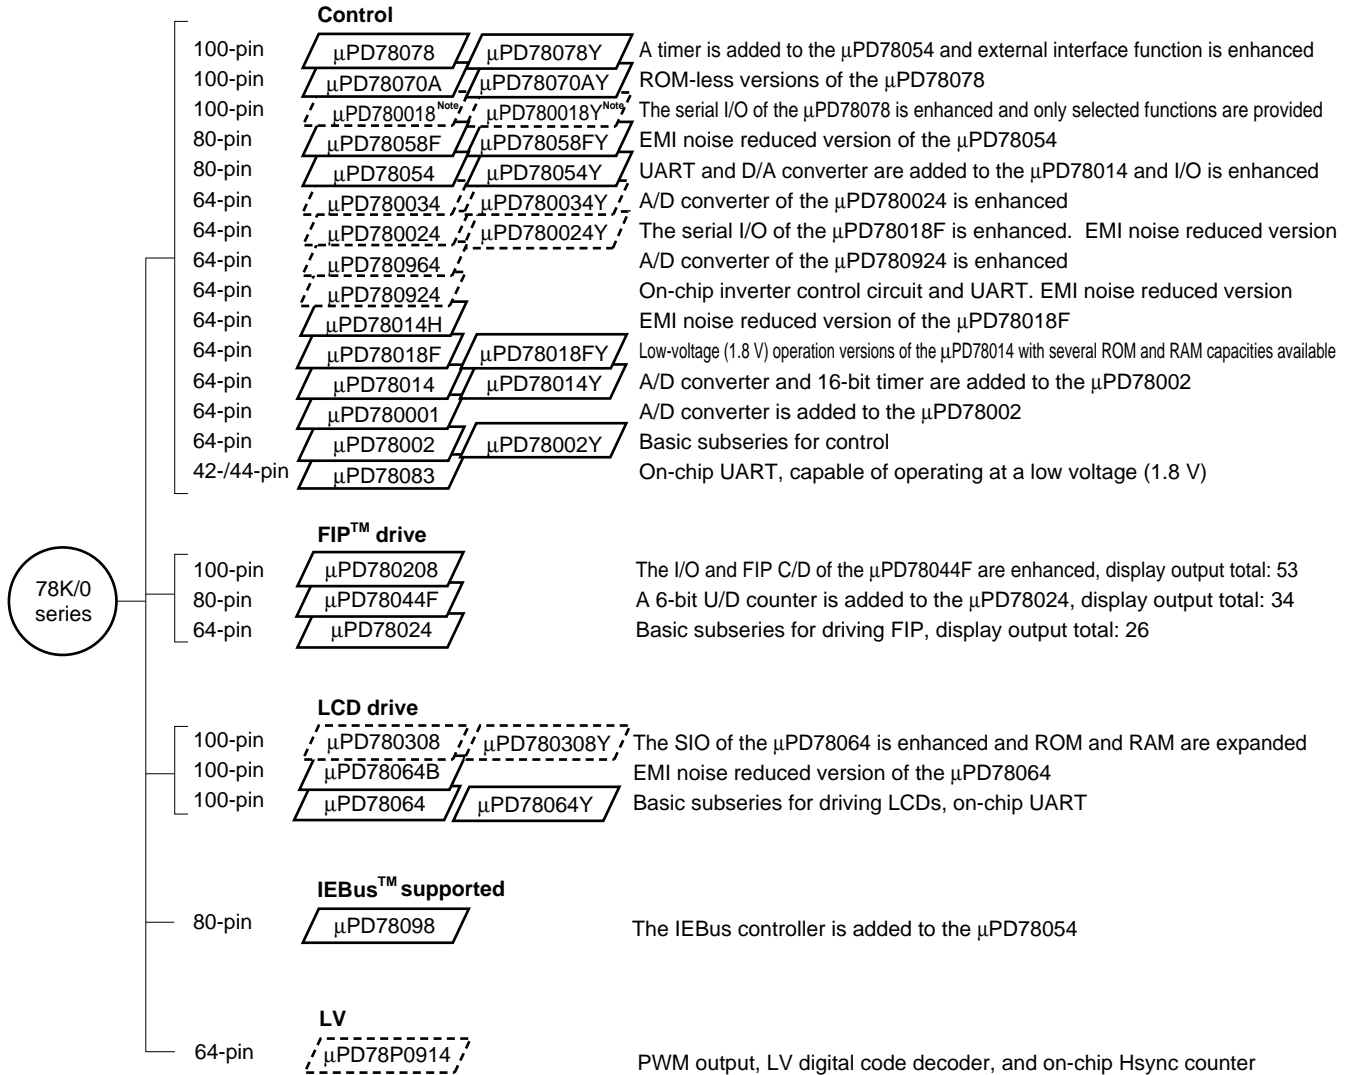 Control
100-pin μPD78078 μPD78078Y A timer is added to the μPD78054 and external interface function is enhanced
100-pin μPD78070A μPD78070AY ROM-less versions of the μPD78078
100-pin μPD780018 Note μPD780018Y Note The serial I/O of the μPD78078 is enhanced and only selected functions are provided
80-pin μPD78058F μPD78058FY EMI noise reduced version of the μPD78054
80-pin μPD78054 μPD78054Y UART and D/A converter are added to the μPD78014 and I/O is enhanced
64-pin μPD780034 μPD780034Y A/D converter of the μPD780024 is enhanced
64-pin μPD780024 μPD780024Y The serial I/O of the μPD78018F is enhanced. EMI noise reduced version
64-pin μPD780964 A/D converter of the μPD780924 is enhanced
64-pin μPD780924 On-chip inverter control circuit and UART. EMI noise reduced version
64-pin μPD78014H EMI noise reduced version of the μPD78018F
64-pin μPD78018F μPD78018FY Low-voltage (1.8 V) operation versions of the μPD78014 with several ROM and RAM capacities available
64-pin μPD78014 μPD78014Y A/D converter and 16-bit timer are added to the μPD78002
64-pin μPD780001 A/D converter is added to the μPD78002
64-pin μPD78002 μPD78002Y Basic subseries for control
42-/44-pin μPD78083 On-chip UART, capable of operating at a low voltage (1.8 V)
78K/0
series
FIP™ drive
100-pin μPD780208 The I/O and FIP C/D of the μPD78044F are enhanced, display output total: 53
80-pin μPD78044F A 6-bit U/D counter is added to the μPD78024, display output total: 34
64-pin μPD78024 Basic subseries for driving FIP, display output total: 26
LCD drive
100-pin μPD780308 μPD780308Y The SIO of the μPD78064 is enhanced and ROM and RAM are expanded
100-pin μPD78064B EMI noise reduced version of the μPD78064
100-pin μPD78064 μPD78064Y Basic subseries for driving LCDs, on-chip UART
IEBus™ supported
80-pin μPD78098 The IEBus controller is added to the μPD78054
LV
64-pin μPD78P0914 PWM output, LV digital code decoder, and on-chip Hsync counter